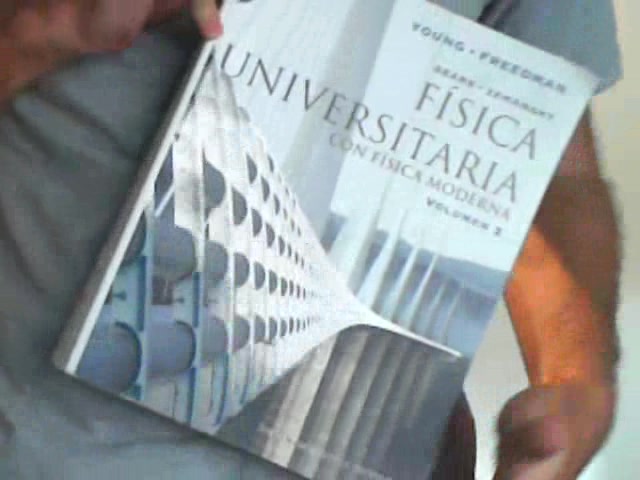 YOUNG • FREEDMAN
SEARS • ZEMANSKY
FÍSICA
UNIVERSITARIA
CON FÍSICA MODERNA
VOLUMEN 2